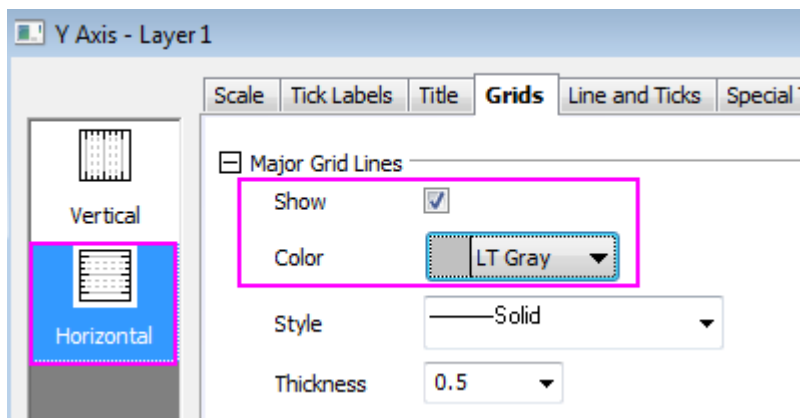 Y Axis - Layer 1
Scale Tick Labels Title Grids Line and Ticks Special
Vertical
Horizontal
Major Grid Lines
Show
Color LT Gray
Style Solid
Thickness 0.5